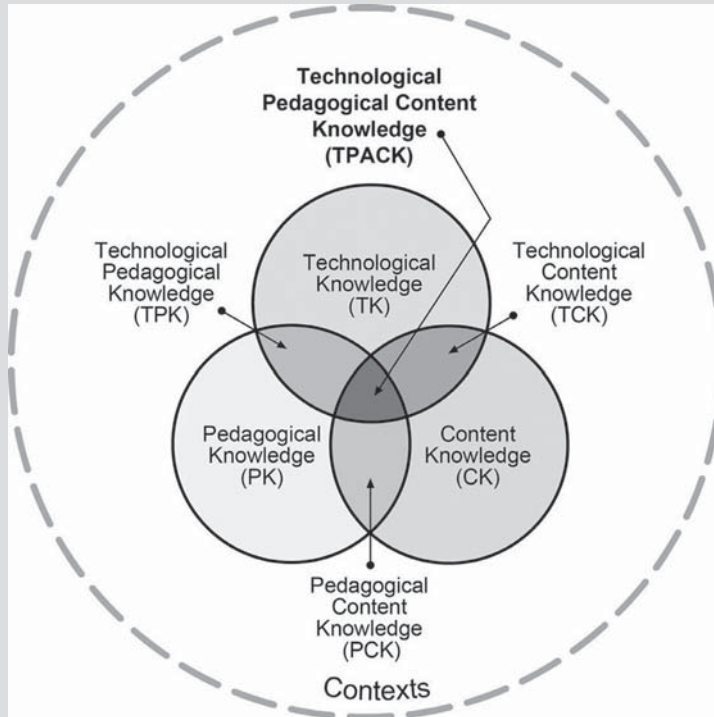 Technological
Pedagogical Content
Knowledge
(TPACK)
Technological
Pedagogical
Knowledge
(TPK)
Technological
Knowledge
(TK)
Technological
Content
Knowledge
(TCK)
Pedagogical
Knowledge
(PK)
Content
Knowledge
(CK)
Pedagogical
Content
Knowledge
(PCK)
Contexts